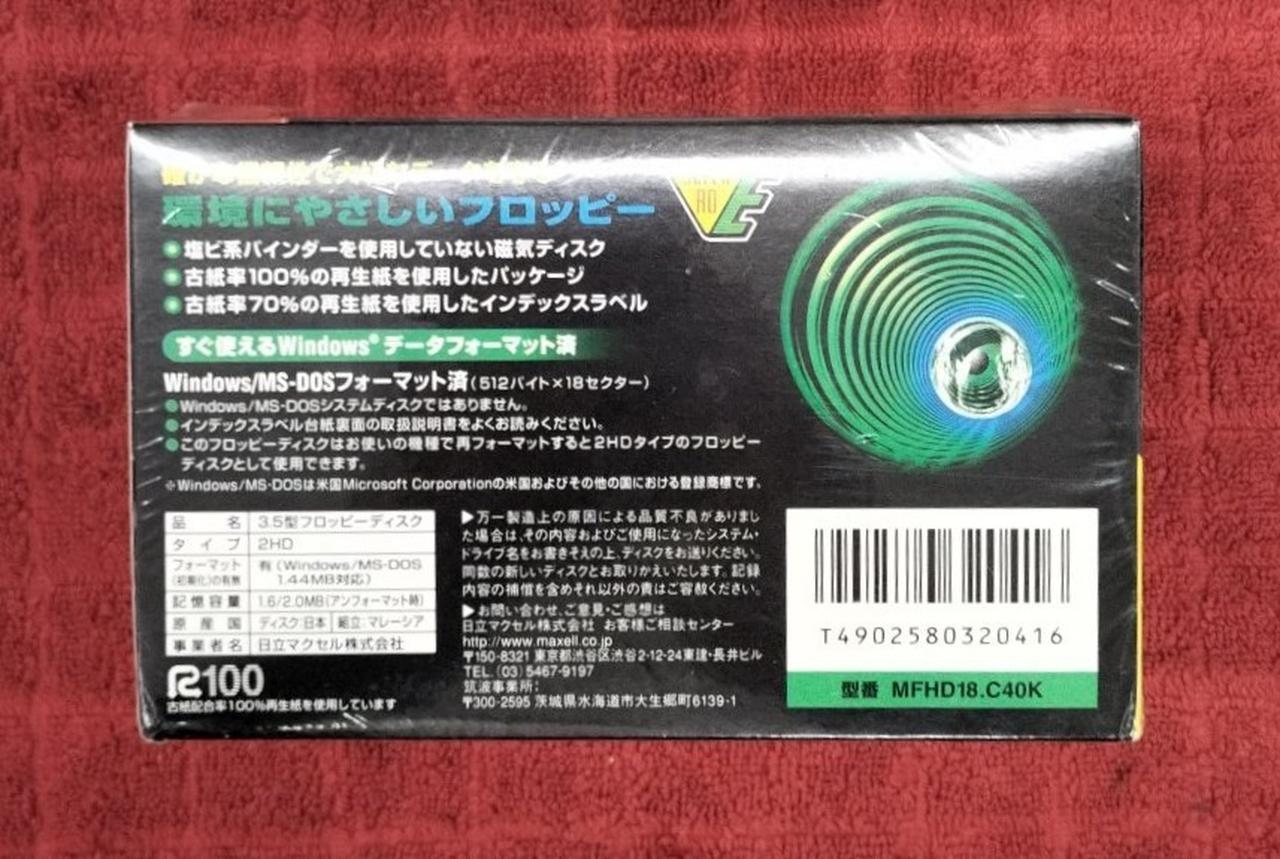 環境にやさしいフロッピー
●塩ビ系バインダーを使用していない磁気ディスク
●古紙率100%の再生紙を使用したパッケージ
●古紙率70%の再生紙を使用したインデックスラベル
RO E
すぐ使えるWindows®データフォーマット済
Windows/MS-DOSフォーマット済(512バイト×18セクター)
●Windows/MS-DOSシステムディスクではありません。
●インデックスラベル台紙裏面の取扱説明書をよくお読みください。
●このフロッピーディスクはお使いの機種で再フォーマットすると2HDタイプのフロッピー
ディスクとして使用できます。
※Windows/MS-DOSは米国Microsoft Corporationの米国およびその他の国における登録商標です。
品名 3.5型フロッピーディスク
タイプ 2HD
フォーマット(初期化)の有無 有(Windows/MS-DOS
1.44MB対応)
記憶容量 1.6/2.0MB(アンフォーマット時)
原産国 ディスク:日本 組立:マレーシア
事業者名 日立マクセル株式会社
R100
古紙配合率100%再生紙を使用しています
▶万一製造上の原因による品質不良がありまし
た場合は、その内容およびご使用になったシステム・
ドライブ名をお書きそえの上、ディスクをお送りください。
同数の新しいディスクとお取りかえいたします。記録
内容の補償を含めそれ以外の責はご容赦ください。
▶お問い合わせ、ご意見・ご感想は
日立マクセル株式会社 お客様ご相談センター
http://www.maxell.co.jp
〒150-8321 東京都渋谷区渋谷2-12-24東建・長井ビル
TEL.(03)5467-9197
筑波事業所:
〒300-2595 茨城県水海道市大生郷町6139-1
T4902580320416
型番 MFHD18.C40K